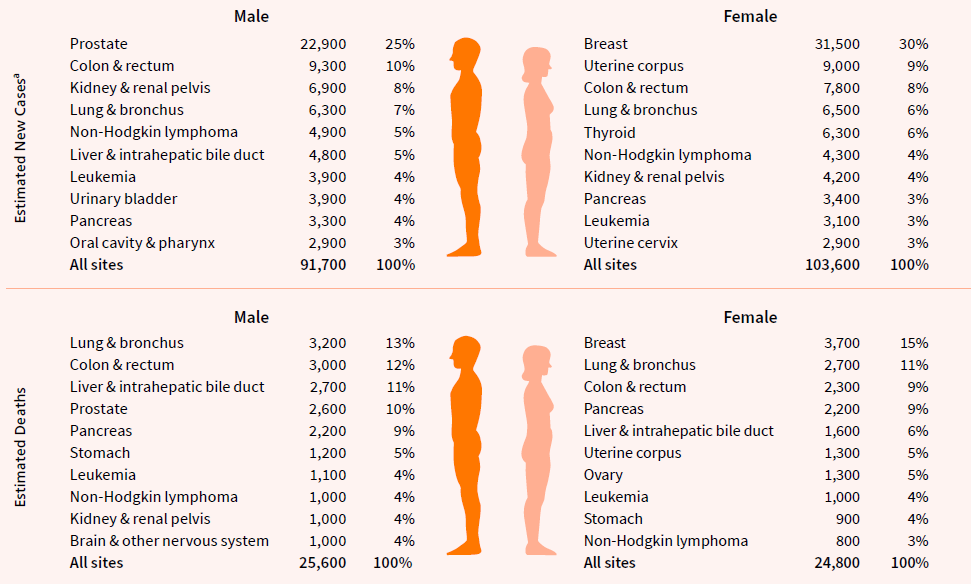 Male Female
Prostate 22,900 25% Breast 31,500 30%
Colon & rectum 9,300 10% Uterine corpus 9,000 9%
Kidney & renal pelvis 6,900 8% Colon & rectum 7,800 8%
Lung & bronchus 6,300 7% Lung & bronchus 6,500 6%
Non-Hodgkin lymphoma 4,900 5% Thyroid 6,300 6%
Liver & intrahepatic bile duct 4,800 5% Non-Hodgkin lymphoma 4,300 4%
Leukemia 3,900 4% Kidney & renal pelvis 4,200 4%
Urinary bladder 3,900 4% Pancreas 3,400 3%
Pancreas 3,300 4% Leukemia 3,100 3%
Oral cavity & pharynx 2,900 3% Uterine cervix 2,900 3%
All sites 91,700 100% All sites 103,600 100%
Estimated New Casesᵃ
Male Female
Lung & bronchus 3,200 13% Breast 3,700 15%
Colon & rectum 3,000 12% Lung & bronchus 2,700 11%
Liver & intrahepatic bile duct 2,700 11% Colon & rectum 2,300 9%
Prostate 2,600 10% Pancreas 2,200 9%
Pancreas 2,200 9% Liver & intrahepatic bile duct 1,600 6%
Stomach 1,200 5% Uterine corpus 1,300 5%
Leukemia 1,100 4% Ovary 1,300 5%
Non-Hodgkin lymphoma 1,000 4% Leukemia 1,000 4%
Kidney & renal pelvis 1,000 4% Stomach 900 4%
Brain & other nervous system 1,000 4% Non-Hodgkin lymphoma 800 3%
All sites 25,600 100% All sites 24,800 100%
Estimated Deaths